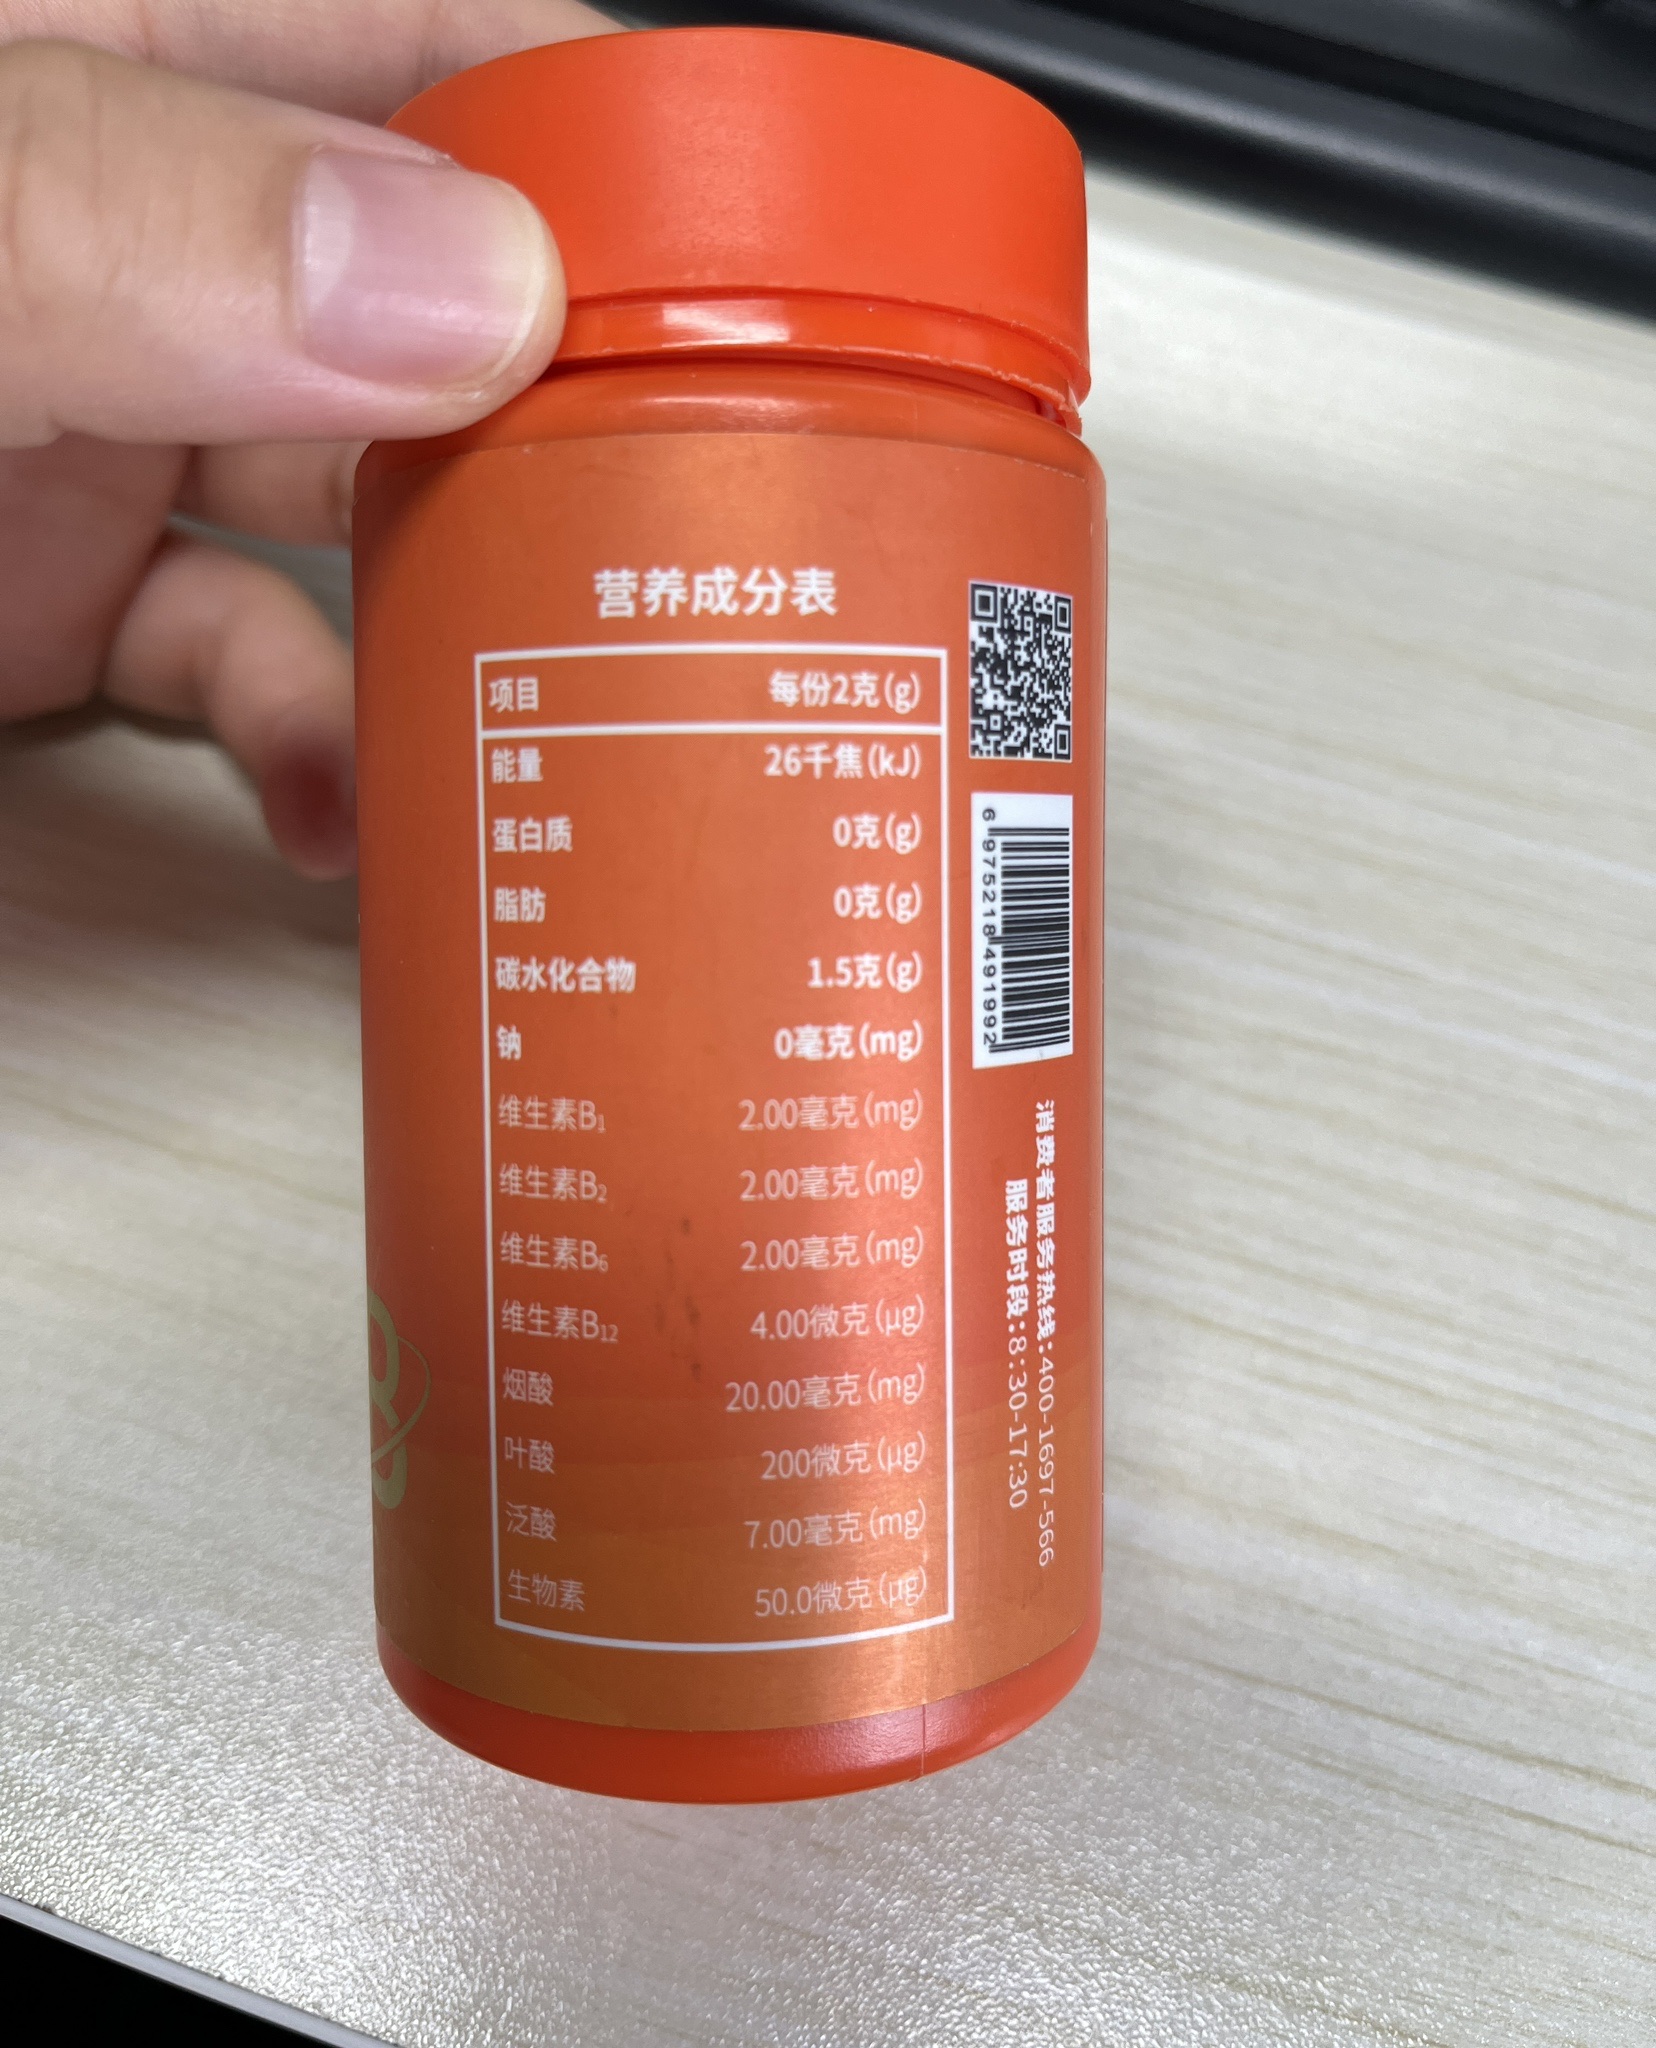 营养成分表
项目 每份2克(g)
能量 26千焦(kJ)
蛋白质 0克(g)
脂肪 0克(g)
碳水化合物 1.5克(g)
钠 0毫克(mg)
维生素B₁ 2.00毫克(mg)
维生素B₂ 2.00毫克(mg)
维生素B₆ 2.00毫克(mg)
维生素B₁₂ 4.00微克(μg)
烟酸 20.00毫克(mg)
叶酸 200微克(μg)
泛酸 7.00毫克(mg)
生物素 50.0微克(μg)
6 975218 491992
消费者服务热线:400-1697-566
服务时段:8:30-17:30